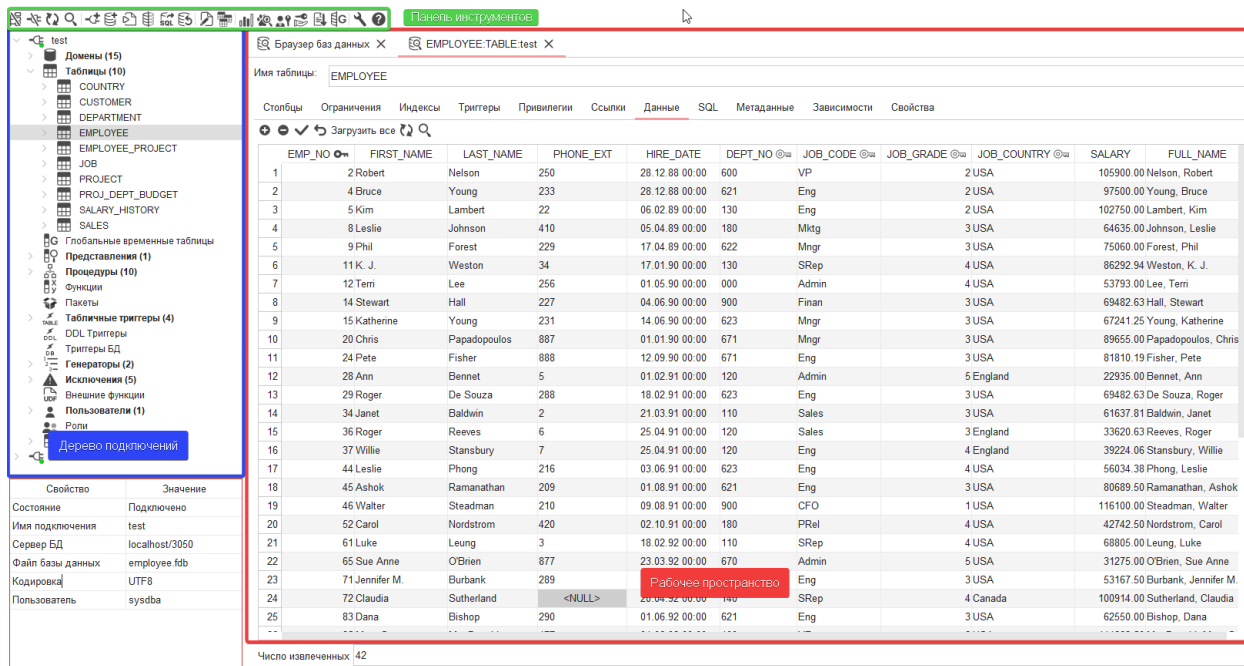 Панель инструментов
test
Домены (15)
Таблицы (10)
COUNTRY
CUSTOMER
DEPARTMENT
EMPLOYEE
EMPLOYEE_PROJECT
JOB
PROJECT
PROJ_DEPT_BUDGET
SALARY_HISTORY
SALES
Глобальные временные таблицы
Представления (1)
Процедуры (10)
Функции
Пакеты
Табличные триггеры (4)
DDL Триггеры
Триггеры БД
Генераторы (2)
Исключения (5)
Внешние функции
Пользователи (1)
Роли
Дерево подключений
Свойство Значение
Состояние Подключено
Имя подключения test
Сервер БД localhost/3050
Файл базы данных employee.fdb
Кодировка UTF8
Пользователь sysdba
Браузер баз данных EMPLOYEE:TABLE:test
Имя таблицы: EMPLOYEE
Столбцы Ограничения Индексы Триггеры Привилегии Ссылки Данные SQL Метаданные Зависимости Свойства
Загрузить все
EMP_NO FIRST_NAME LAST_NAME PHONE_EXT HIRE_DATE DEPT_NO JOB_CODE JOB_GRADE JOB_COUNTRY SALARY FULL_NAME
1 2 Robert Nelson 250 28.12.88 00:00 600 VP 2 USA 105900.00 Nelson, Robert
2 4 Bruce Young 233 28.12.88 00:00 621 Eng 2 USA 97500.00 Young, Bruce
3 5 Kim Lambert 22 06.02.89 00:00 130 Eng 2 USA 102750.00 Lambert, Kim
4 8 Leslie Johnson 410 05.04.89 00:00 180 Mktg 3 USA 64635.00 Johnson, Leslie
5 9 Phil Forest 229 17.04.89 00:00 622 Mngr 3 USA 75060.00 Forest, Phil
6 11 K. J. Weston 34 17.01.90 00:00 130 SRep 4 USA 86292.94 Weston, K. J.
7 12 Terri Lee 256 01.05.90 00:00 000 Admin 4 USA 53793.00 Lee, Terri
8 14 Stewart Hall 227 04.06.90 00:00 900 Finan 3 USA 69482.63 Hall, Stewart
9 15 Katherine Young 231 14.06.90 00:00 623 Mngr 3 USA 67241.25 Young, Katherine
10 20 Chris Papadopoulos 887 01.01.90 00:00 671 Mngr 3 USA 89655.00 Papadopoulos, Chris
11 24 Pete Fisher 888 12.09.90 00:00 671 Eng 3 USA 81810.19 Fisher, Pete
12 28 Ann Bennet 5 01.02.91 00:00 120 Admin 5 England 22935.00 Bennet, Ann
13 29 Roger De Souza 288 18.02.91 00:00 623 Eng 3 USA 69482.63 De Souza, Roger
14 34 Janet Baldwin 2 21.03.91 00:00 110 Sales 3 USA 61637.81 Baldwin, Janet
15 36 Roger Reeves 6 25.04.91 00:00 120 Sales 3 England 33620.63 Reeves, Roger
16 37 Willie Stansbury 7 25.04.91 00:00 120 Eng 4 England 39224.06 Stansbury, Willie
17 44 Leslie Phong 216 03.06.91 00:00 623 Eng 4 USA 56034.38 Phong, Leslie
18 45 Ashok Ramanathan 209 01.08.91 00:00 621 Eng 3 USA 80689.50 Ramanathan, Ashok
19 46 Walter Steadman 210 09.08.91 00:00 900 CFO 1 USA 116100.00 Steadman, Walter
20 52 Carol Nordstrom 420 02.10.91 00:00 180 PRel 4 USA 42742.50 Nordstrom, Carol
21 61 Luke Leung 3 18.02.92 00:00 110 SRep 4 USA 68805.00 Leung, Luke
22 65 Sue Anne O'Brien 877 23.03.92 00:00 670 Admin 5 USA 31275.00 O'Brien, Sue Anne
23 71 Jennifer M. Burbank 289 Eng 3 USA 53167.50 Burbank, Jennifer M.
Рабочее пространство
24 72 Claudia Sutherland <NULL> 20.04.92 00:00 140 SRep 4 Canada 100914.00 Sutherland, Claudia
25 83 Dana Bishop 290 01.06.92 00:00 621 Eng 3 USA 62550.00 Bishop, Dana
Число извлеченных 42